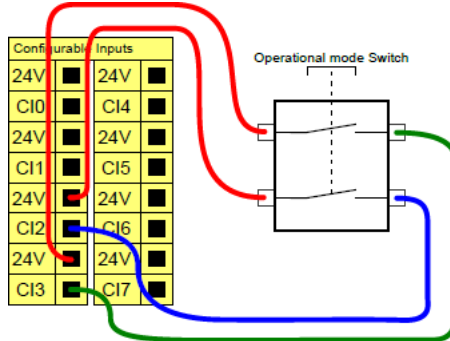 Configurable Inputs
Operational mode Switch
24V 24V
CI0 CI4
24V 24V
CI1 CI5
24V 24V
CI2 CI6
24V 24V
CI3 CI7